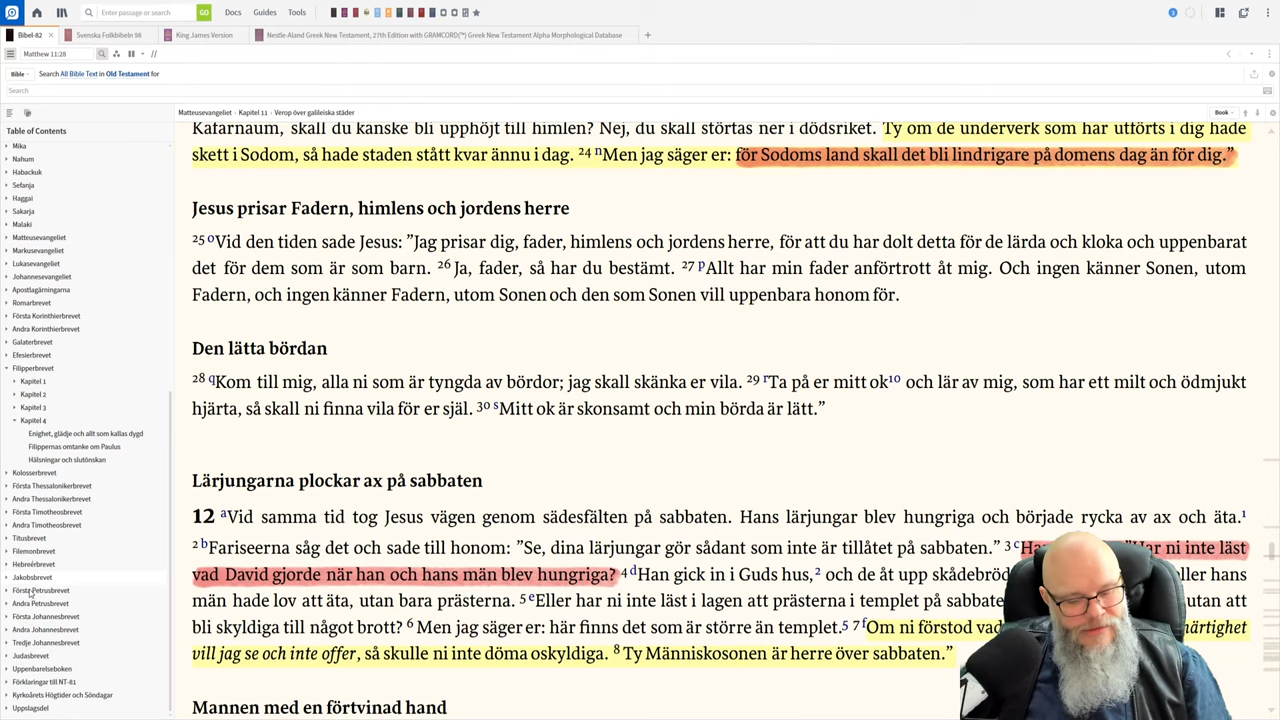 Enter passage or search
GO
Docs
Guides
Tools
3
Bibel-82
Svenska Folkbibeln 98
King James Version
Nestle-Aland Greek New Testament, 27th Edition with GRAMCORD(™) Greek New Testament Alpha Morphological Database
Matthew 11:28
Bible
Search All Bible Text in Old Testament for
Search
Matteusevangeliet › Kapitel 11 › Verop över galileiska städer
Book
Table of Contents
Mika
Nahum
Habackuk
Sefanja
Haggai
Sakarja
Malaki
Matteusevangeliet
Markusevangeliet
Lukasevangeliet
Johannesevangeliet
Apostlagärningarna
Romarbrevet
Första Korinthierbrevet
Andra Korinthierbrevet
Galaterbrevet
Efesierbrevet
Filipperbrevet
Kapitel 1
Kapitel 2
Kapitel 3
Kapitel 4
Enighet, glädje och allt som kallas dygd
Filippernas omtanke om Paulus
Hälsningar och slutönskan
Kolosserbrevet
Första Thessalonikerbrevet
Andra Thessalonikerbrevet
Första Timotheosbrevet
Andra Timotheosbrevet
Titusbrevet
Filemonbrevet
Hebreérbrevet
Jakobsbrevet
Första Petrusbrevet
Andra Petrusbrevet
Första Johannesbrevet
Andra Johannesbrevet
Tredje Johannesbrevet
Judasbrevet
Uppenbarelseboken
Förklaringar till NT-81
Kyrkoårets Högtider och Söndagar
Uppslagsdel
Kafarnaum, skall du kanske bli upphöjt till himlen? Nej, du skall störtas ner i dödsriket. Ty om de underverk som har utförts i dig hade
skett i Sodom, så hade staden stått kvar ännu i dag. 24 n Men jag säger er: för Sodoms land skall det bli lindrigare på domens dag än för dig.”
Jesus prisar Fadern, himlens och jordens herre
25 o Vid den tiden sade Jesus: ”Jag prisar dig, fader, himlens och jordens herre, för att du har dolt detta för de lärda och kloka och uppenbarat
det för dem som är som barn. 26 Ja, fader, så har du bestämt. 27 p Allt har min fader anförtrott åt mig. Och ingen känner Sonen, utom
Fadern, och ingen känner Fadern, utom Sonen och den som Sonen vill uppenbara honom för.
Den lätta bördan
28 q Kom till mig, alla ni som är tyngda av bördor; jag skall skänka er vila. 29 r Ta på er mitt ok10 och lär av mig, som har ett milt och ödmjukt
hjärta, så skall ni finna vila för er själ. 30 s Mitt ok är skonsamt och min börda är lätt.”
Lärjungarna plockar ax på sabbaten
12 a Vid samma tid tog Jesus vägen genom sädesfälten på sabbaten. Hans lärjungar blev hungriga och började rycka av ax och äta.1
2 b Fariseerna såg det och sade till honom: ”Se, dina lärjungar gör sådant som inte är tillåtet på sabbaten.” 3 c ”Har ni inte läst
vad David gjorde när han och hans män blev hungriga? 4 d Han gick in i Guds hus,2 och de åt upp skådebröd eller hans
män hade lov att äta, utan bara prästerna. 5 e Eller har ni inte läst i lagen att prästerna i templet på sabbate utan att
bli skyldiga till något brott? 6 Men jag säger er: här finns det som är större än templet.5 7 f Om ni förstod vad
vill jag se och inte offer, så skulle ni inte döma oskyldiga. 8 Ty Människosonen är herre över sabbaten.”
Mannen med en förtvinad hand